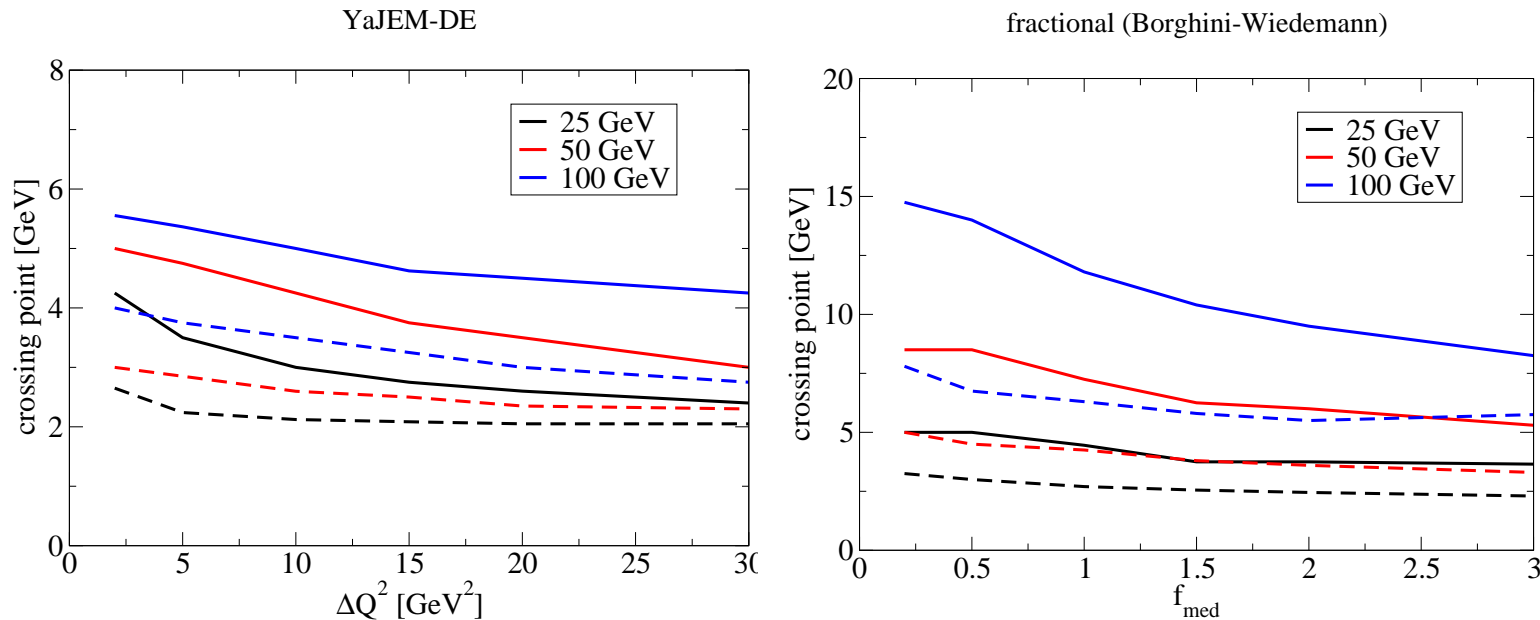 YaJEM-DE
8
6
4
2
0
0
5
10
15
20
25
30
crossing point [GeV]
ΔQ² [GeV²]
25 GeV
50 GeV
100 GeV
fractional (Borghini-Wiedemann)
20
15
10
5
0
0
0.5
1
1.5
2
2.5
3
crossing point [GeV]
f_med
25 GeV
50 GeV
100 GeV